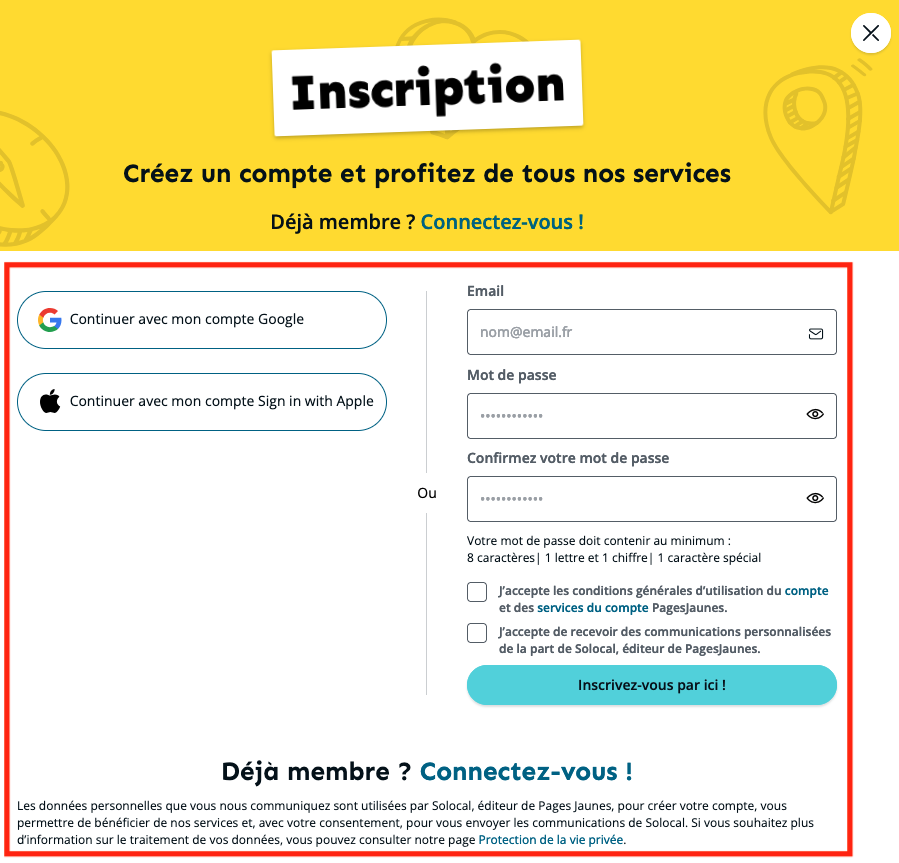 Inscription
Créez un compte et profitez de tous nos services
Déjà membre ? Connectez-vous !
Continuer avec mon compte Google
Continuer avec mon compte Sign in with Apple
Ou
Email
nom@email.fr
Mot de passe
••••••••••••
Confirmez votre mot de passe
••••••••••••
Votre mot de passe doit contenir au minimum :
8 caractères| 1 lettre et 1 chiffre| 1 caractère spécial
J’accepte les conditions générales d’utilisation du compte
et des services du compte PagesJaunes.
J’accepte de recevoir des communications personnalisées
de la part de Solocal, éditeur de PagesJaunes.
Inscrivez-vous par ici !
Déjà membre ? Connectez-vous !
Les données personnelles que vous nous communiquez sont utilisées par Solocal, éditeur de Pages Jaunes, pour créer votre compte, vous
permettre de bénéficier de nos services et, avec votre consentement, pour vous envoyer les communications de Solocal. Si vous souhaitez plus
d’information sur le traitement de vos données, vous pouvez consulter notre page Protection de la vie privée.